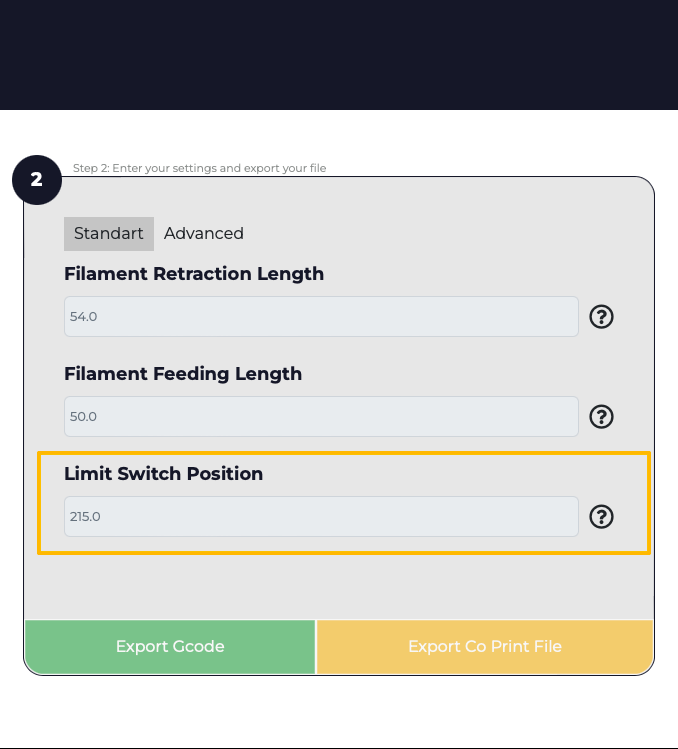 2
Step 2: Enter your settings and export your file
Standart Advanced
Filament Retraction Length
54.0
?
Filament Feeding Length
50.0
?
Limit Switch Position
215.0
?
Export Gcode
Export Co Print File